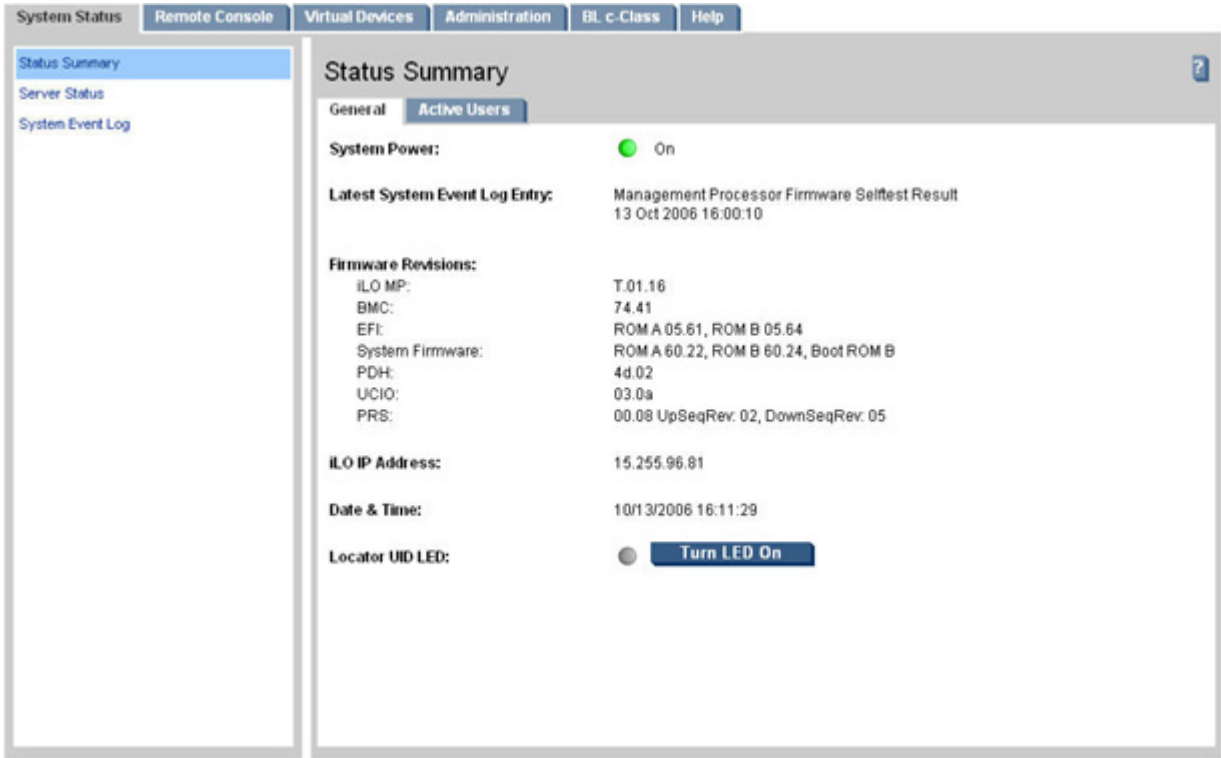 System Status Remote Console Virtual Devices Administration BL c-Class Help
Status Summary
Server Status
System Event Log
Status Summary
?
General Active Users
System Power: On
Latest System Event Log Entry: Management Processor Firmware Selftest Result
13 Oct 2006 16:00:10
Firmware Revisions:
iLO MP: T.01.16
BMC: 74.41
EFI: ROM A 05.61, ROM B 05.64
System Firmware: ROM A 60.22, ROM B 60.24, Boot ROM B
PDH: 4d.02
UCIO: 03.0a
PRS: 00.08 UpSeqRev: 02, DownSeqRev: 05
iLO IP Address: 15.255.96.81
Date & Time: 10/13/2006 16:11:29
Locator UID LED: Turn LED On